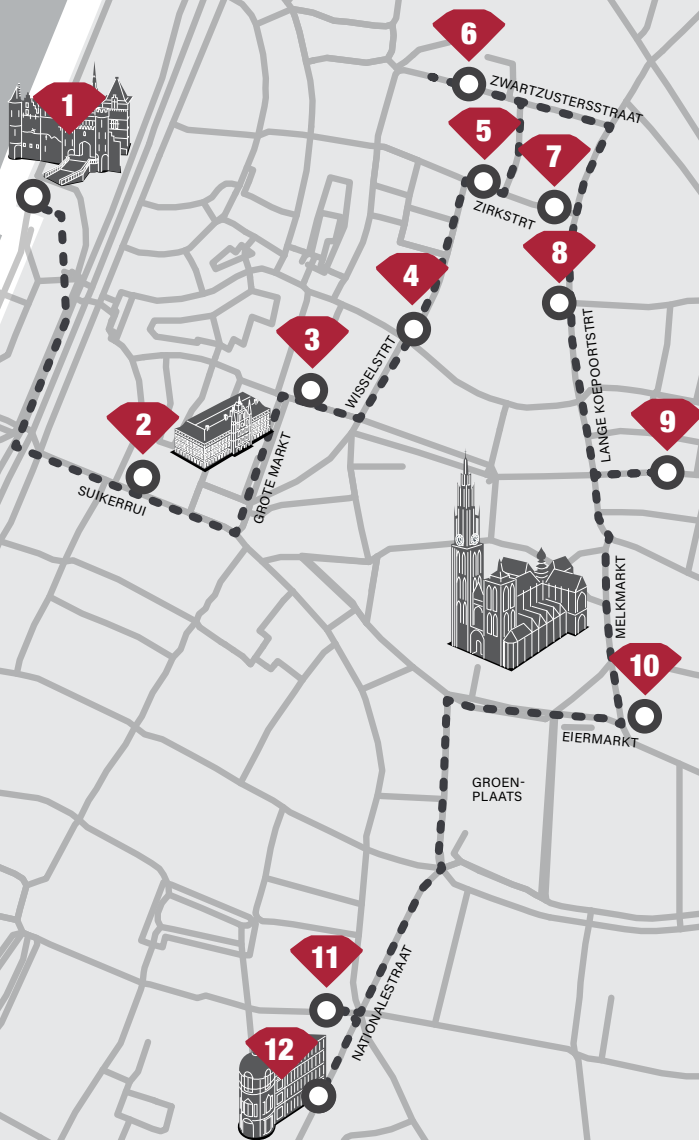 6
ZWARTZUSTERSSTRAAT
1
5
7
ZIRKSTRT
8
4
3
WISSELSTRT
LANGE KOEPOORTSTRT
2
9
GROTE MARKT
SUIKERRUI
MELKMARKT
10
EIERMARKT
GROEN-
PLAATS
11
NATIONALESTRAAT
12